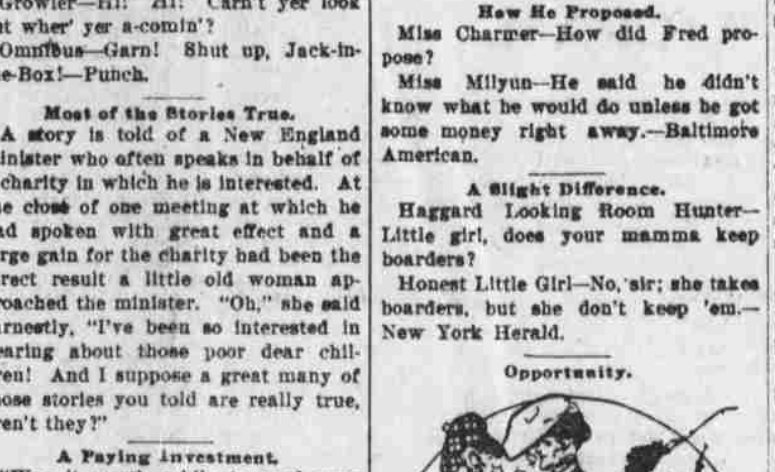 Growler—Hi! Hi! Carn't yer look
wher' yer a-comin'?
Omnibus—Garn! Shut up, Jack-in-
e-Box!—Punch.
Most of the Stories True.
A story is told of a New England
inister who often speaks in behalf of
charity in which he is interested. At
e close of one meeting at which he
ad spoken with great effect and a
rge gain for the charity had been the
rect result a little old woman ap-
roached the minister. "Oh," she said
rnestly, "I've been so interested in
earing about those poor dear chil-
ren! And I suppose a great many of
ose stories you told are really true,
en't they?"
A Paying Investment.
How He Proposed.
Miss Charmer—How did Fred pro-
pose?
Miss Milyun—He said he didn't
know what he would do unless he got
some money right away.—Baltimore
American.
A Slight Difference.
Haggard Looking Room Hunter—
Little girl, does your mamma keep
boarders?
Honest Little Girl—No, sir; she takes
boarders, but she don't keep 'em.—
New York Herald.
Opportunity.